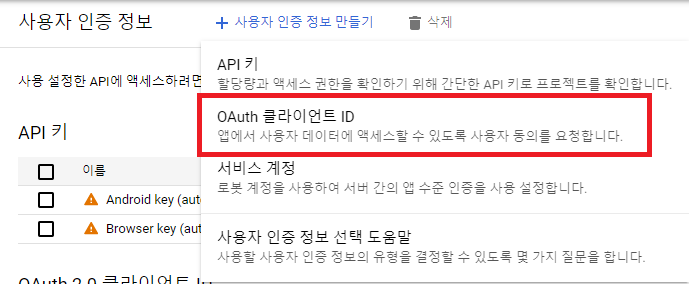 사용자 인증 정보
+ 사용자 인증 정보 만들기
삭제
API 키
할당량과 액세스 권한을 확인하기 위해 간단한 API 키로 프로젝트를 확인합니다.
사용 설정한 API에 액세스하려면
OAuth 클라이언트 ID
앱에서 사용자 데이터에 액세스할 수 있도록 사용자 동의를 요청합니다.
API 키
서비스 계정
로봇 계정을 사용하여 서버 간의 앱 수준 인증을 사용 설정합니다.
이름
Android key (aut
Browser key (aut
사용자 인증 정보 선택 도움말
사용할 사용자 인증 정보의 유형을 결정할 수 있도록 몇 가지 질문을 합니다.
OAuth 2.0 클라이언트 ID